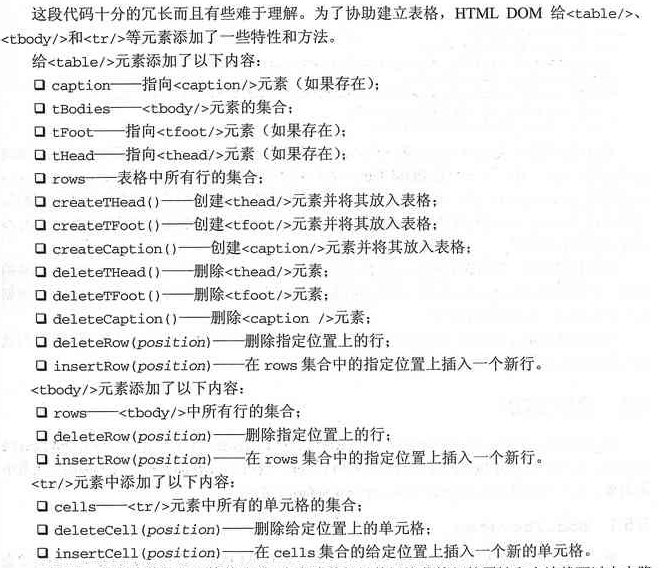 这段代码十分的冗长而且有些难于理解。为了协助建立表格，HTML DOM 给<table/>、
<tbody/>和<tr/>等元素添加了一些特性和方法。
给<table/>元素添加了以下内容：
❑ caption——指向<caption/>元素（如果存在）；
❑ tBodies——<tbody/>元素的集合；
❑ tFoot——指向<tfoot/>元素（如果存在）；
❑ tHead——指向<thead/>元素（如果存在）；
❑ rows——表格中所有行的集合；
❑ createTHead()——创建<thead/>元素并将其放入表格；
❑ createTFoot()——创建<tfoot/>元素并将其放入表格；
❑ createCaption()——创建<caption/>元素并将其放入表格；
❑ deleteTHead()——删除<thead/>元素；
❑ deleteTFoot()——删除<tfoot/>元素；
❑ deleteCaption()——删除<caption />元素；
❑ deleteRow(position)——删除指定位置上的行；
❑ insertRow(position)——在 rows 集合中的指定位置上插入一个新行。
<tbody/>元素添加了以下内容：
❑ rows——<tbody/>中所有行的集合；
❑ deleteRow(position)——删除指定位置上的行；
❑ insertRow(position)——在 rows 集合中的指定位置上插入一个新行。
<tr/>元素中添加了以下内容：
❑ cells——<tr/>元素中所有的单元格的集合；
❑ deleteCell(position)——删除给定位置上的单元格；
❑ insertCell(position)——在 cells 集合的给定位置上插入一个新的单元格。